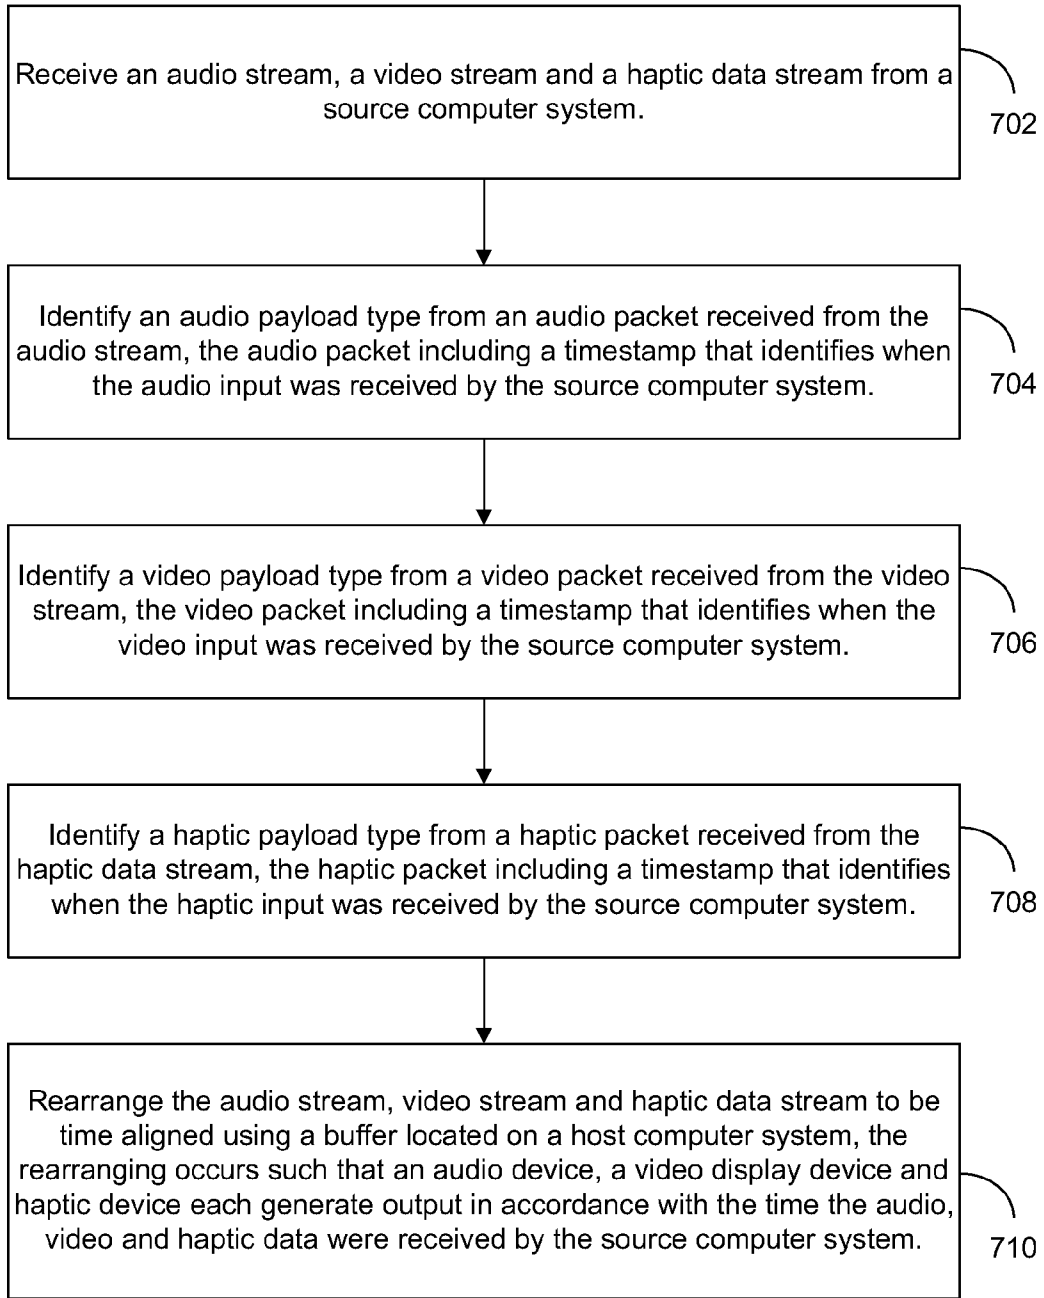 Receive an audio stream, a video stream and a haptic data stream from a
source computer system.
702
Identify an audio payload type from an audio packet received from the
audio stream, the audio packet including a timestamp that identifies when
the audio input was received by the source computer system.
704
Identify a video payload type from a video packet received from the video
stream, the video packet including a timestamp that identifies when the
video input was received by the source computer system.
706
Identify a haptic payload type from a haptic packet received from the
haptic data stream, the haptic packet including a timestamp that identifies
when the haptic input was received by the source computer system.
708
Rearrange the audio stream, video stream and haptic data stream to be
time aligned using a buffer located on a host computer system, the
rearranging occurs such that an audio device, a video display device and
haptic device each generate output in accordance with the time the audio,
video and haptic data were received by the source computer system.
710